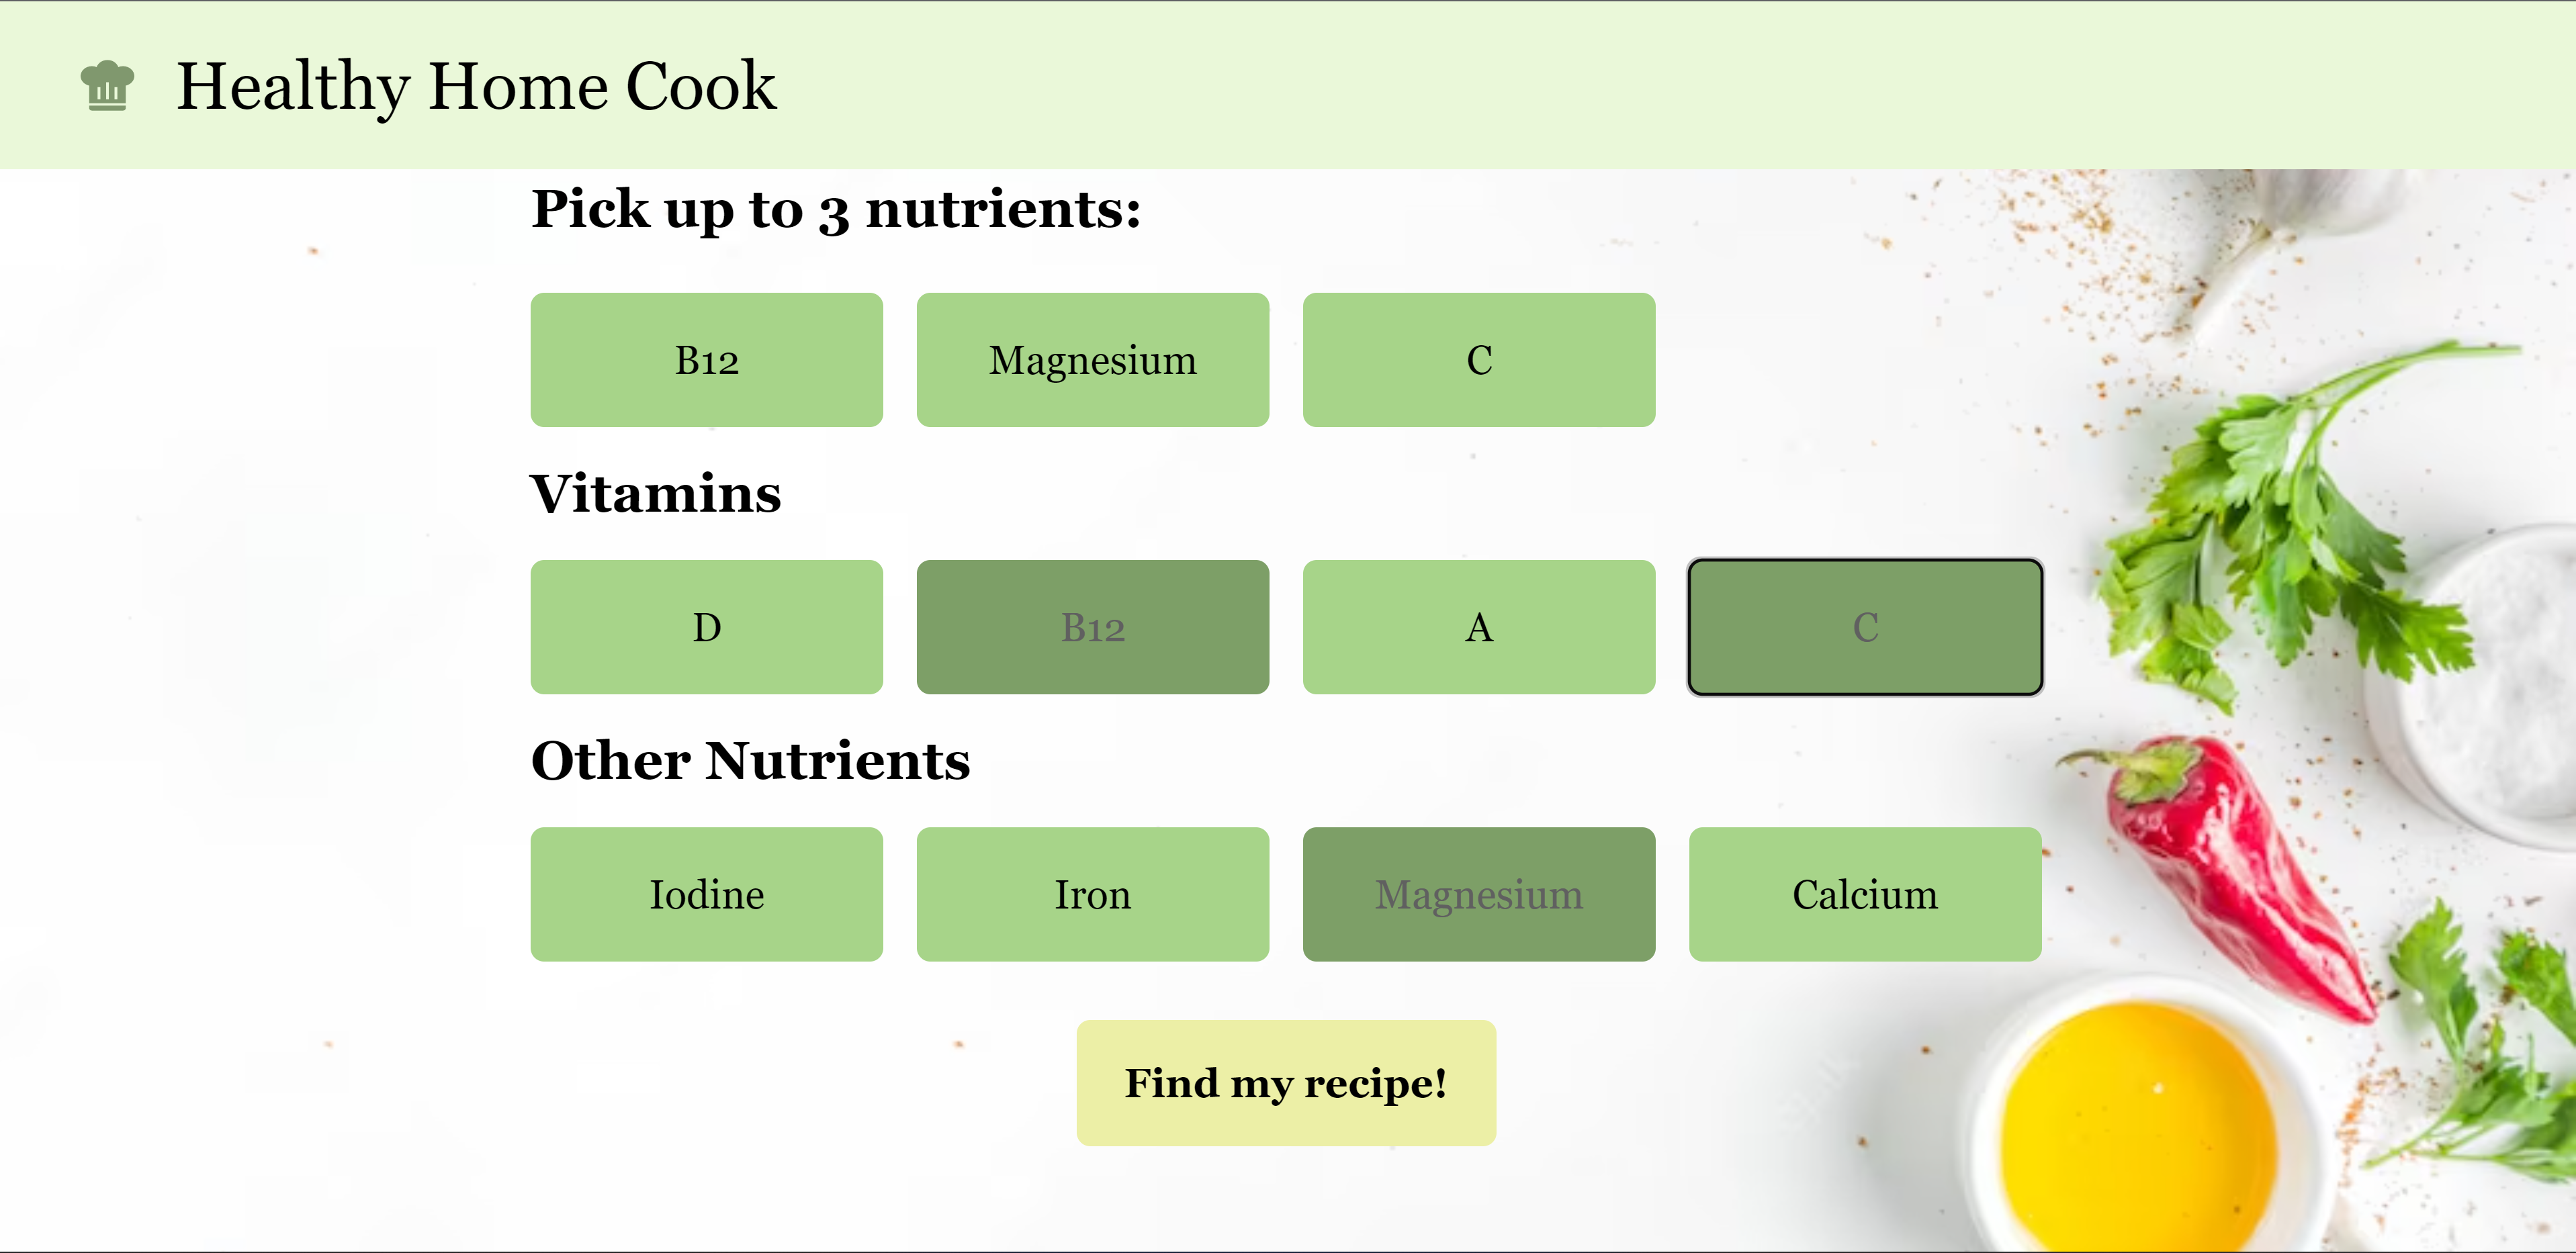 Healthy Home Cook
Pick up to 3 nutrients:
B12 Magnesium C
Vitamins
D B12 A C
Other Nutrients
Iodine Iron Magnesium Calcium
Find my recipe!